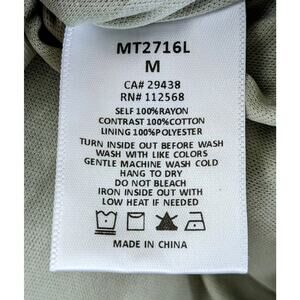 MT2716L
M
CA# 29438
RN# 112568
SELF 100%RAYON
CONTRAST 100%COTTON
LINING 100%POLYESTER
TURN INSIDE OUT BEFORE WASH
WASH WITH LIKE COLORS
GENTLE MACHINE WASH COLD
HANG TO DRY
DO NOT BLEACH
IRON INSIDE OUT WITH
LOW HEAT IF NEEDED
MADE IN CHINA